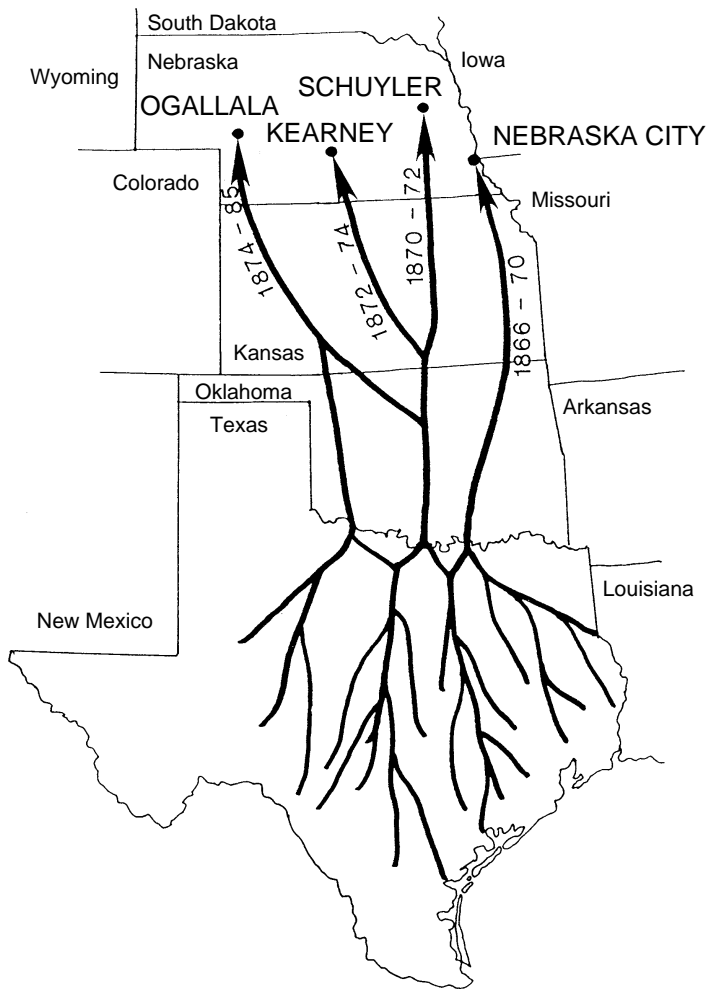 South Dakota
Wyoming
Nebraska
Iowa
SCHUYLER
OGALLALA
KEARNEY
NEBRASKA CITY
Colorado
Missouri
1874 - 85
1872 - 74
1870 - 72
1866 - 70
Kansas
Oklahoma
Arkansas
Texas
Louisiana
New Mexico